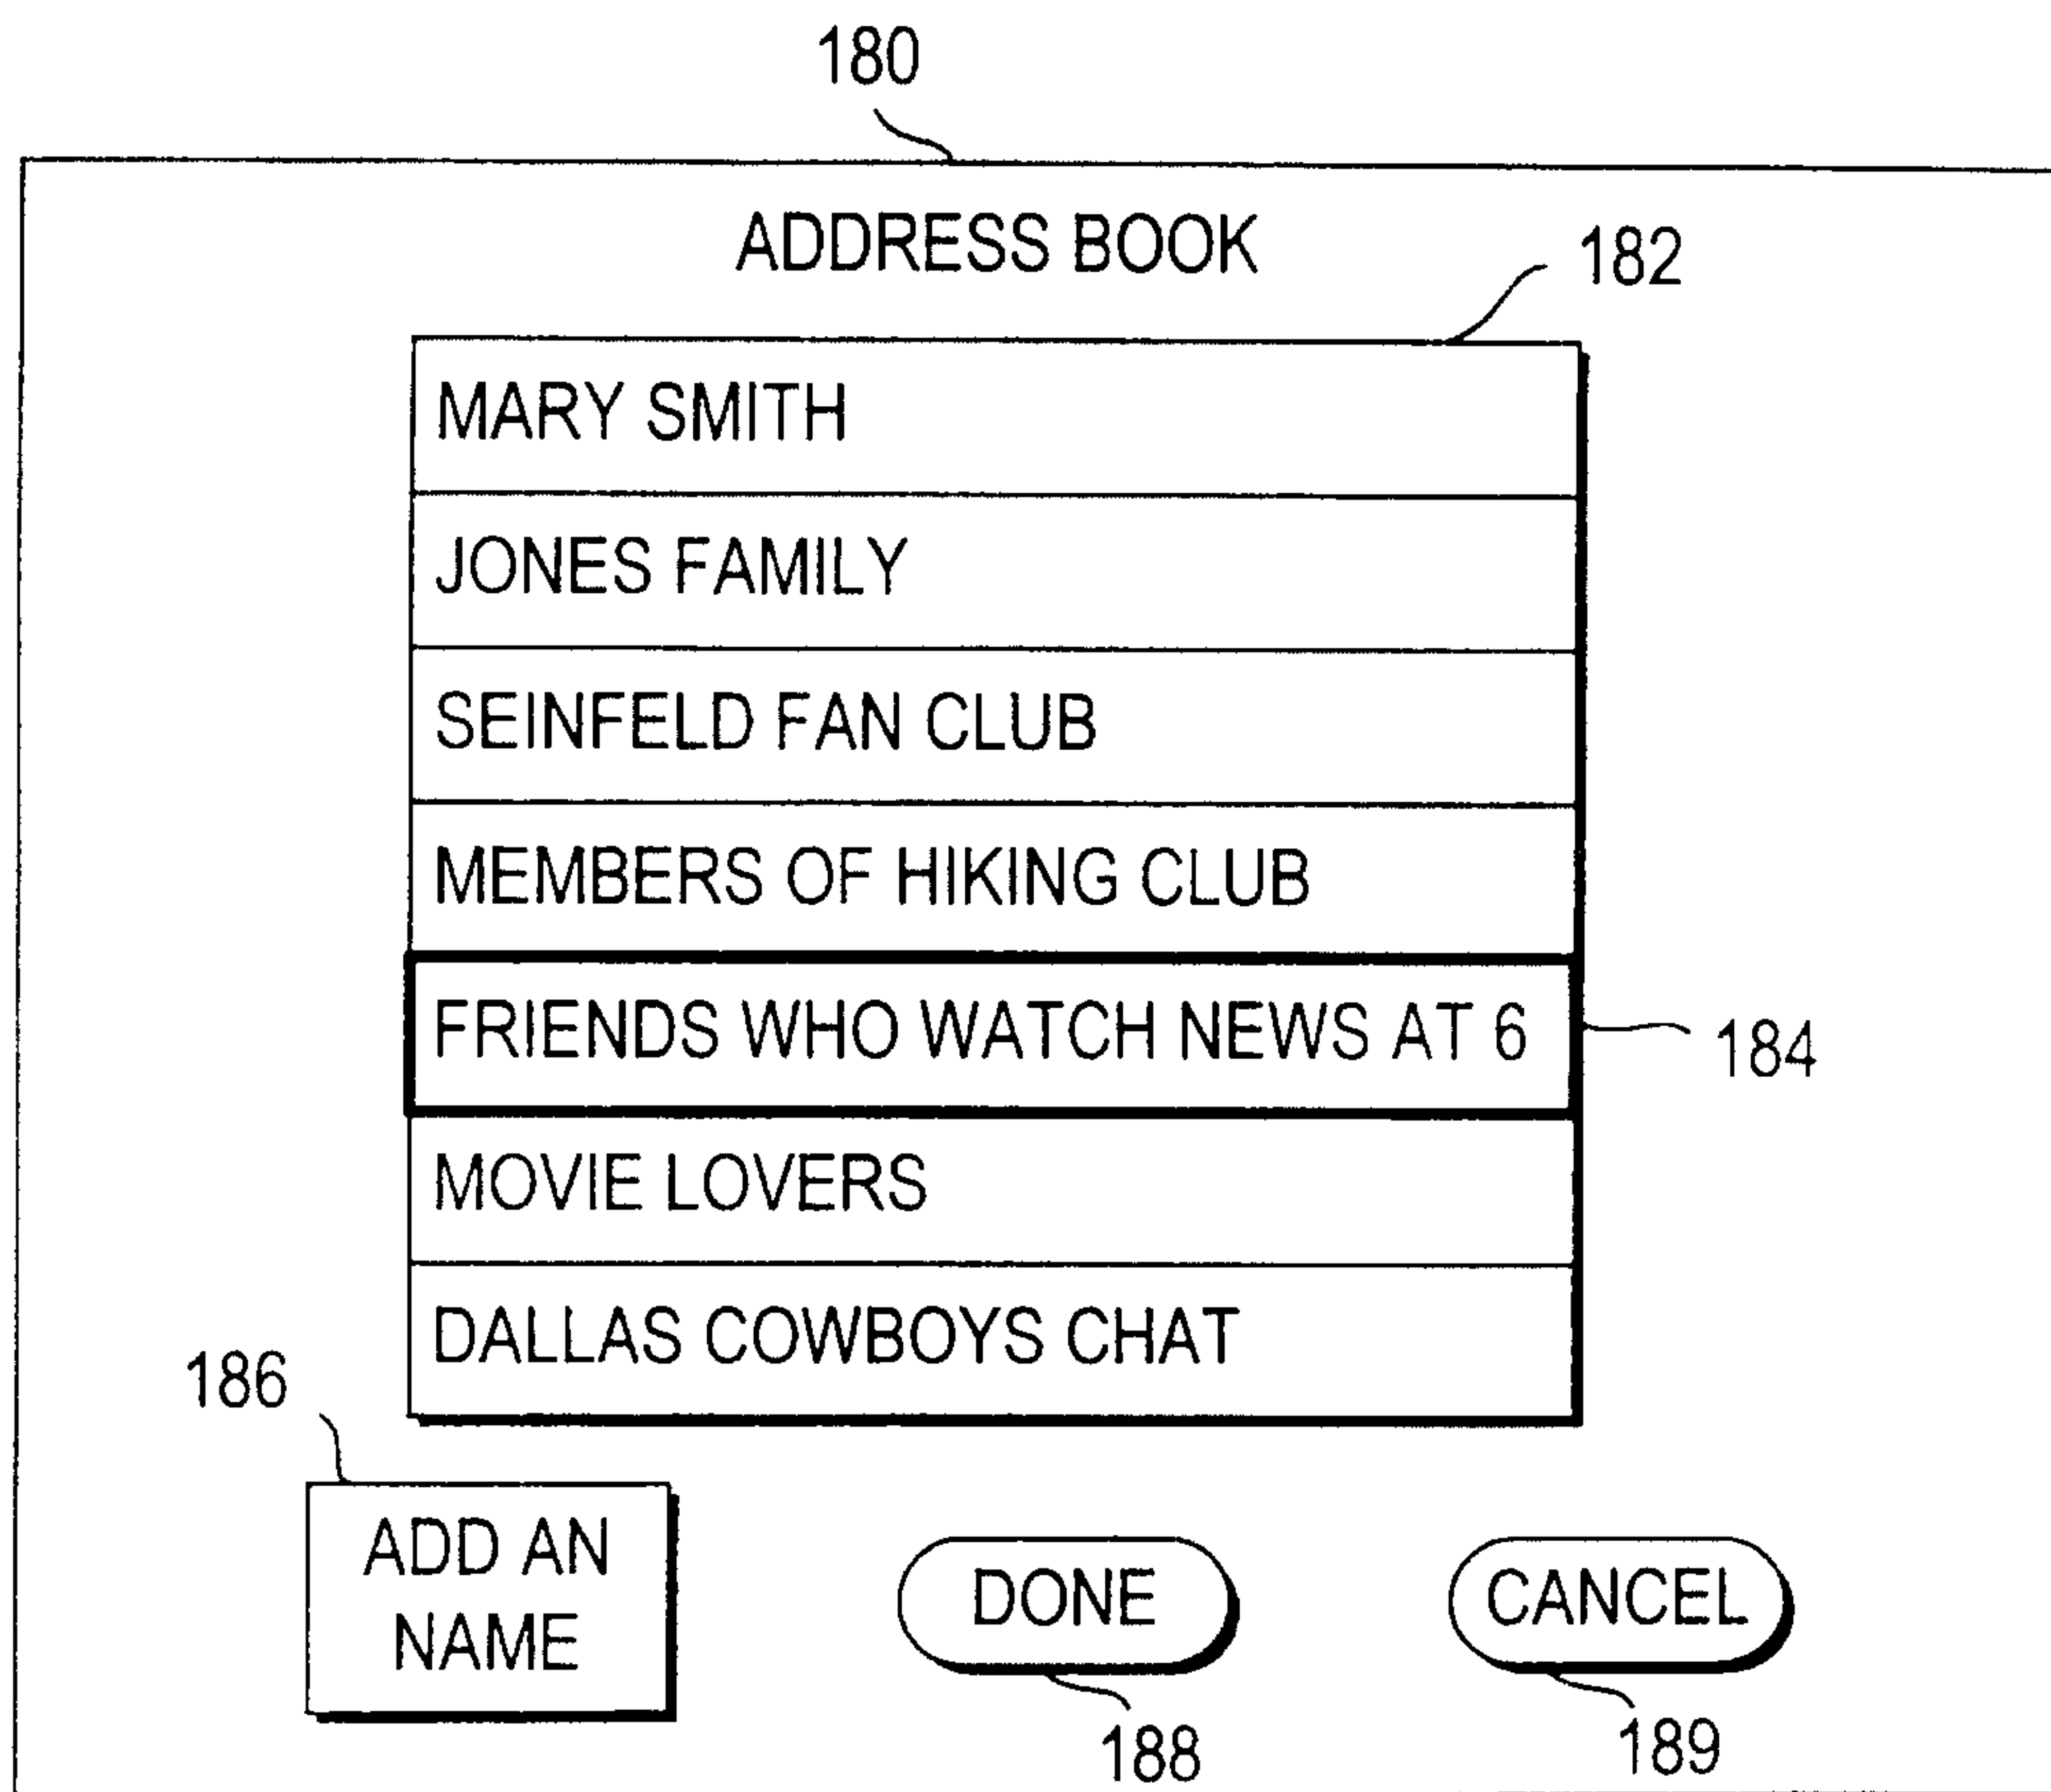 180
ADDRESS BOOK
182
MARY SMITH
JONES FAMILY
SEINFELD FAN CLUB
MEMBERS OF HIKING CLUB
FRIENDS WHO WATCH NEWS AT 6
184
MOVIE LOVERS
DALLAS COWBOYS CHAT
186
ADD AN
NAME
DONE
CANCEL
188
189